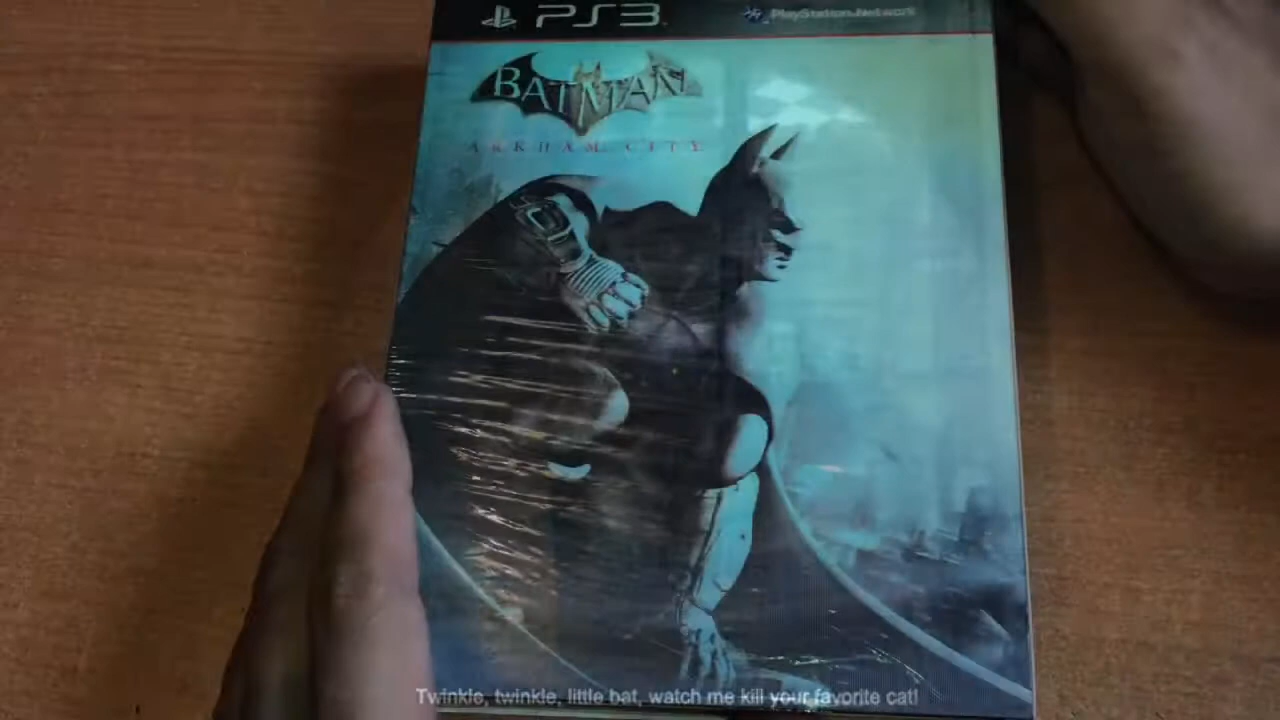 PS3
PlayStation Network
BATMAN
ARKHAM CITY
Twinkle, twinkle, little bat, watch me kill your favorite cat!